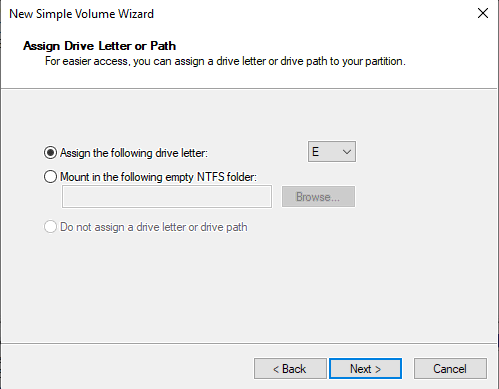 New Simple Volume Wizard
Assign Drive Letter or Path
For easier access, you can assign a drive letter or drive path to your partition.
Assign the following drive letter: E
Mount in the following empty NTFS folder:
Browse...
Do not assign a drive letter or drive path
< Back Next > Cancel